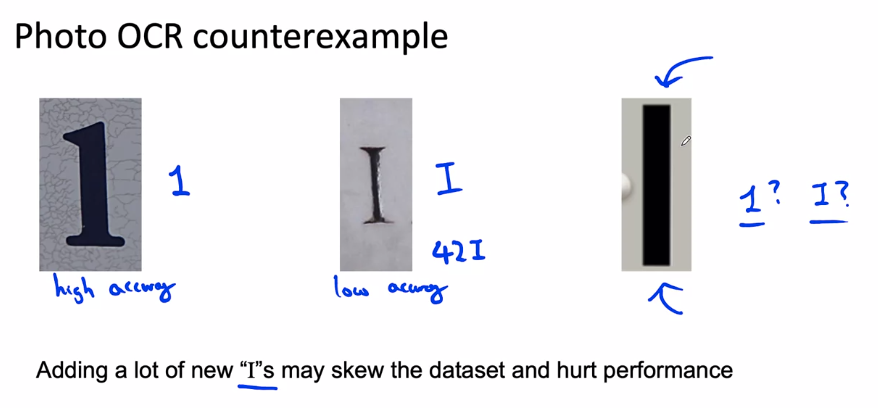 Photo OCR counterexample
1
1
I
I
1? I?
42I
high accuracy
low accuracy
Adding a lot of new “I”s may skew the dataset and hurt performance